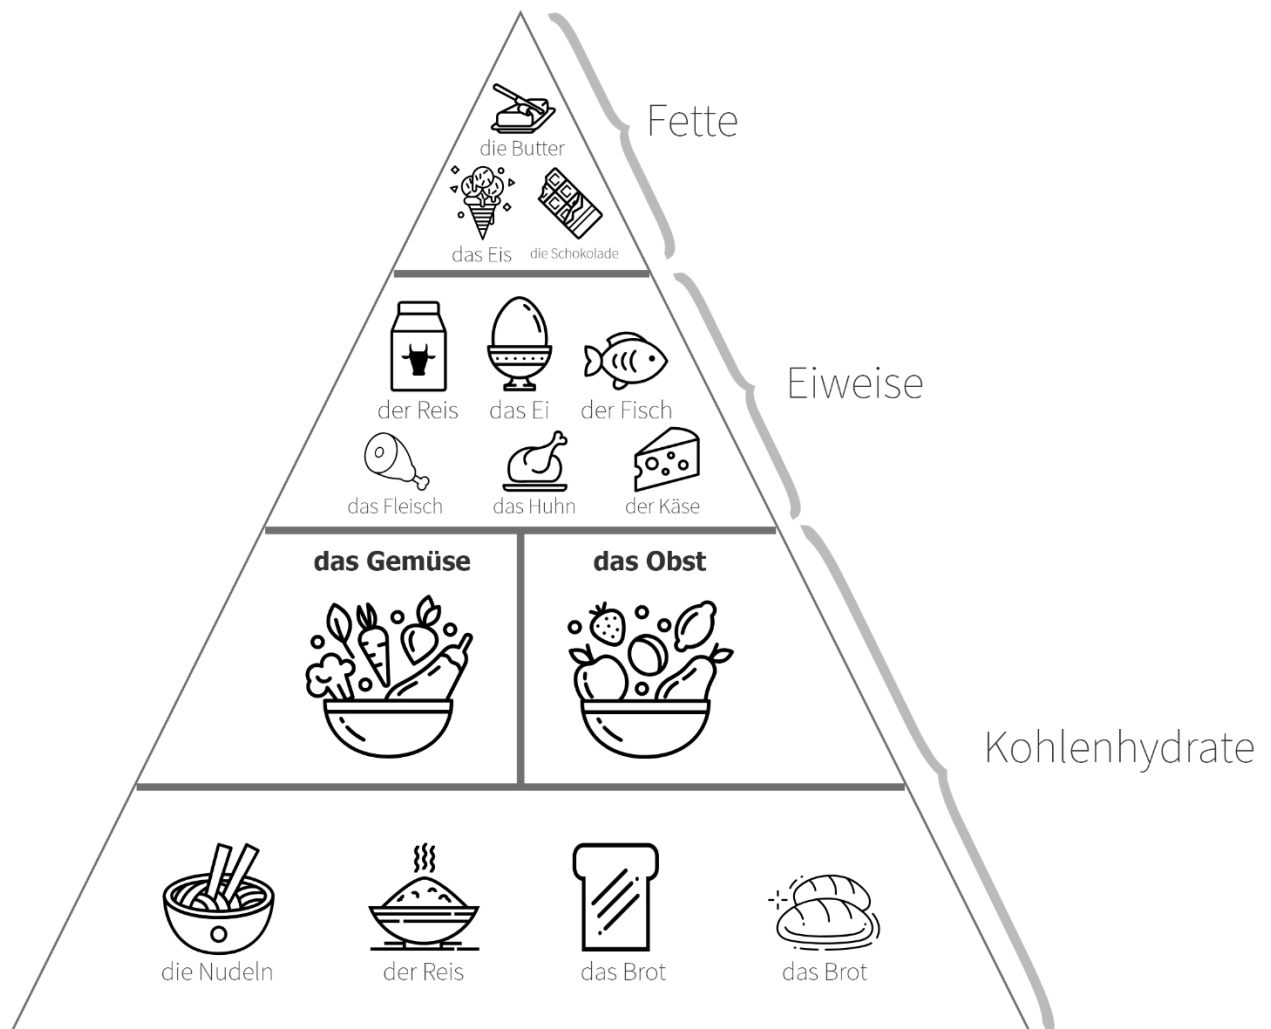 die Butter
Fette
das Eis
die Schokolade
der Reis
das Ei
der Fisch
Eiweise
das Fleisch
das Huhn
der Käse
das Gemüse
das Obst
Kohlenhydrate
die Nudeln
der Reis
das Brot
das Brot